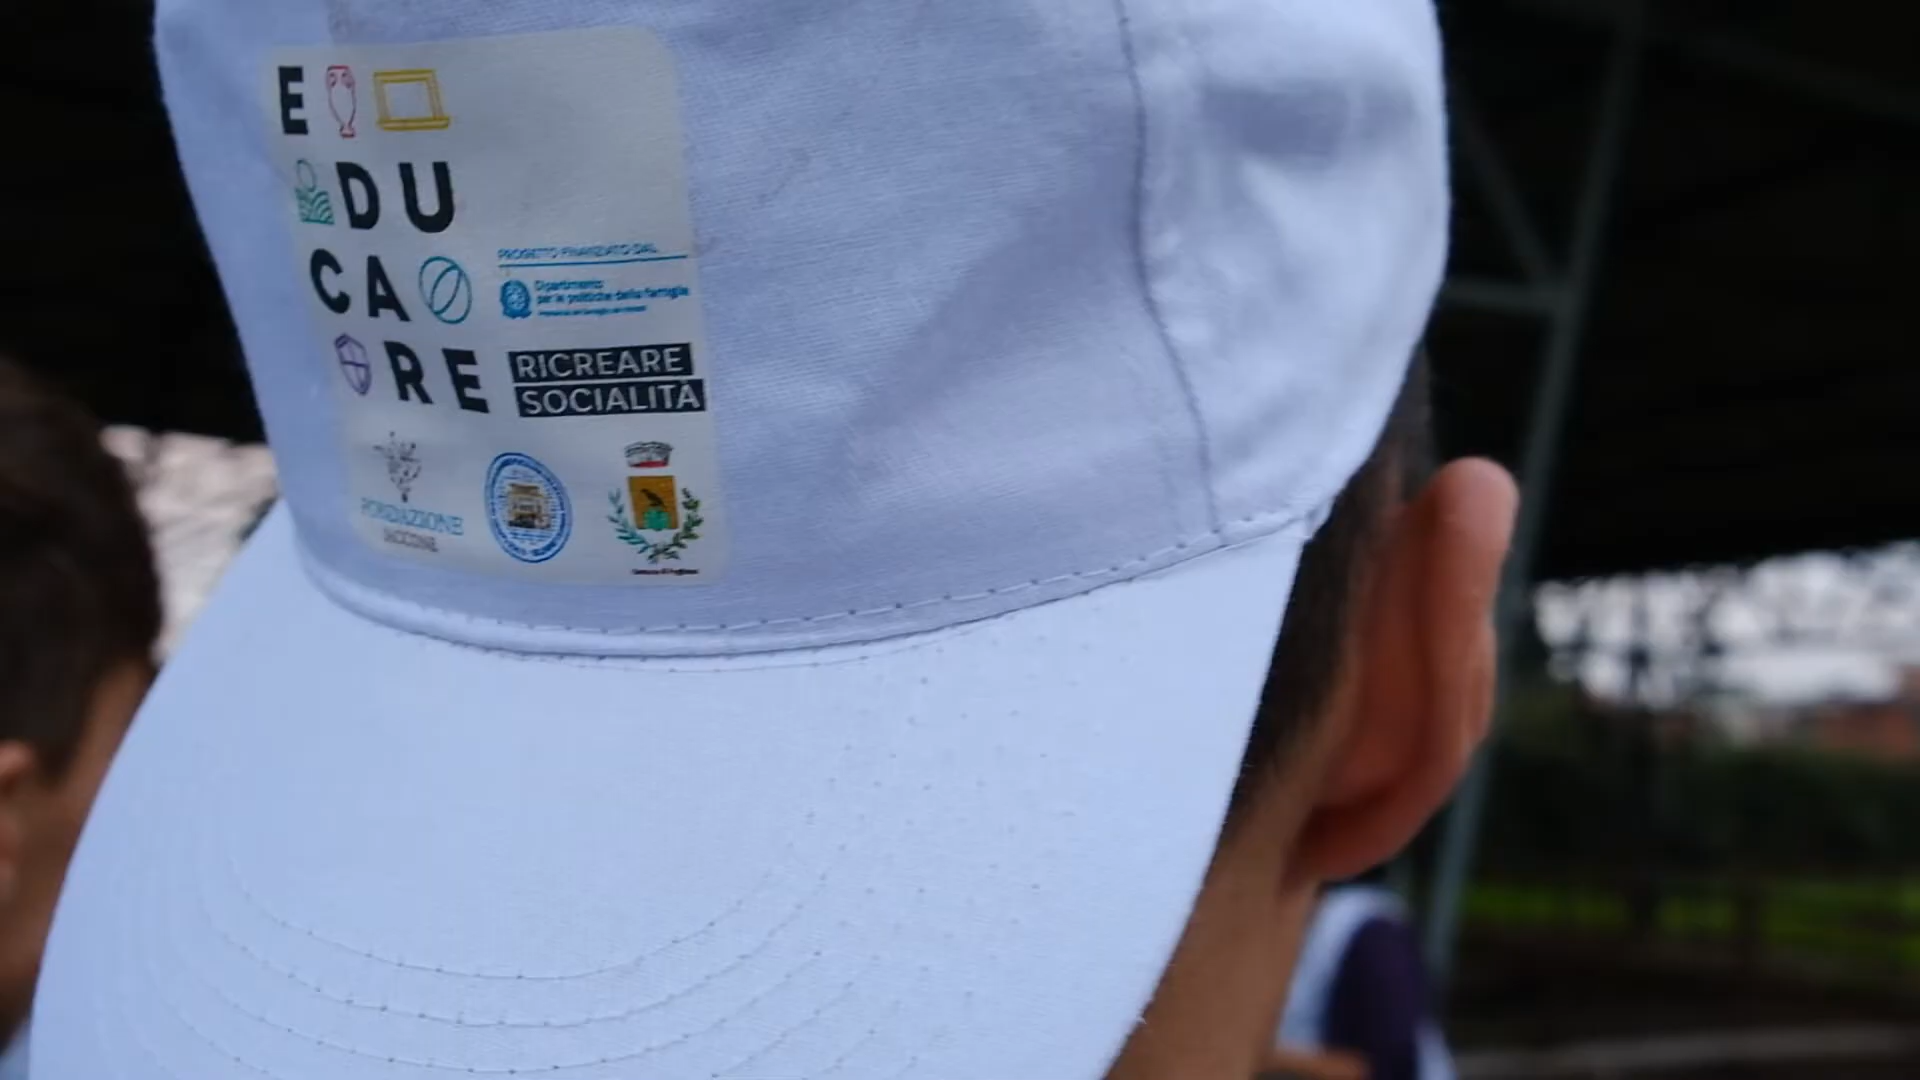 E
DU
CA
RE
PROGETTO FINANZIATO DAL
Dipartimento
per le politiche della famiglia
RICREARE
SOCIALITÀ
FONDAZIONE